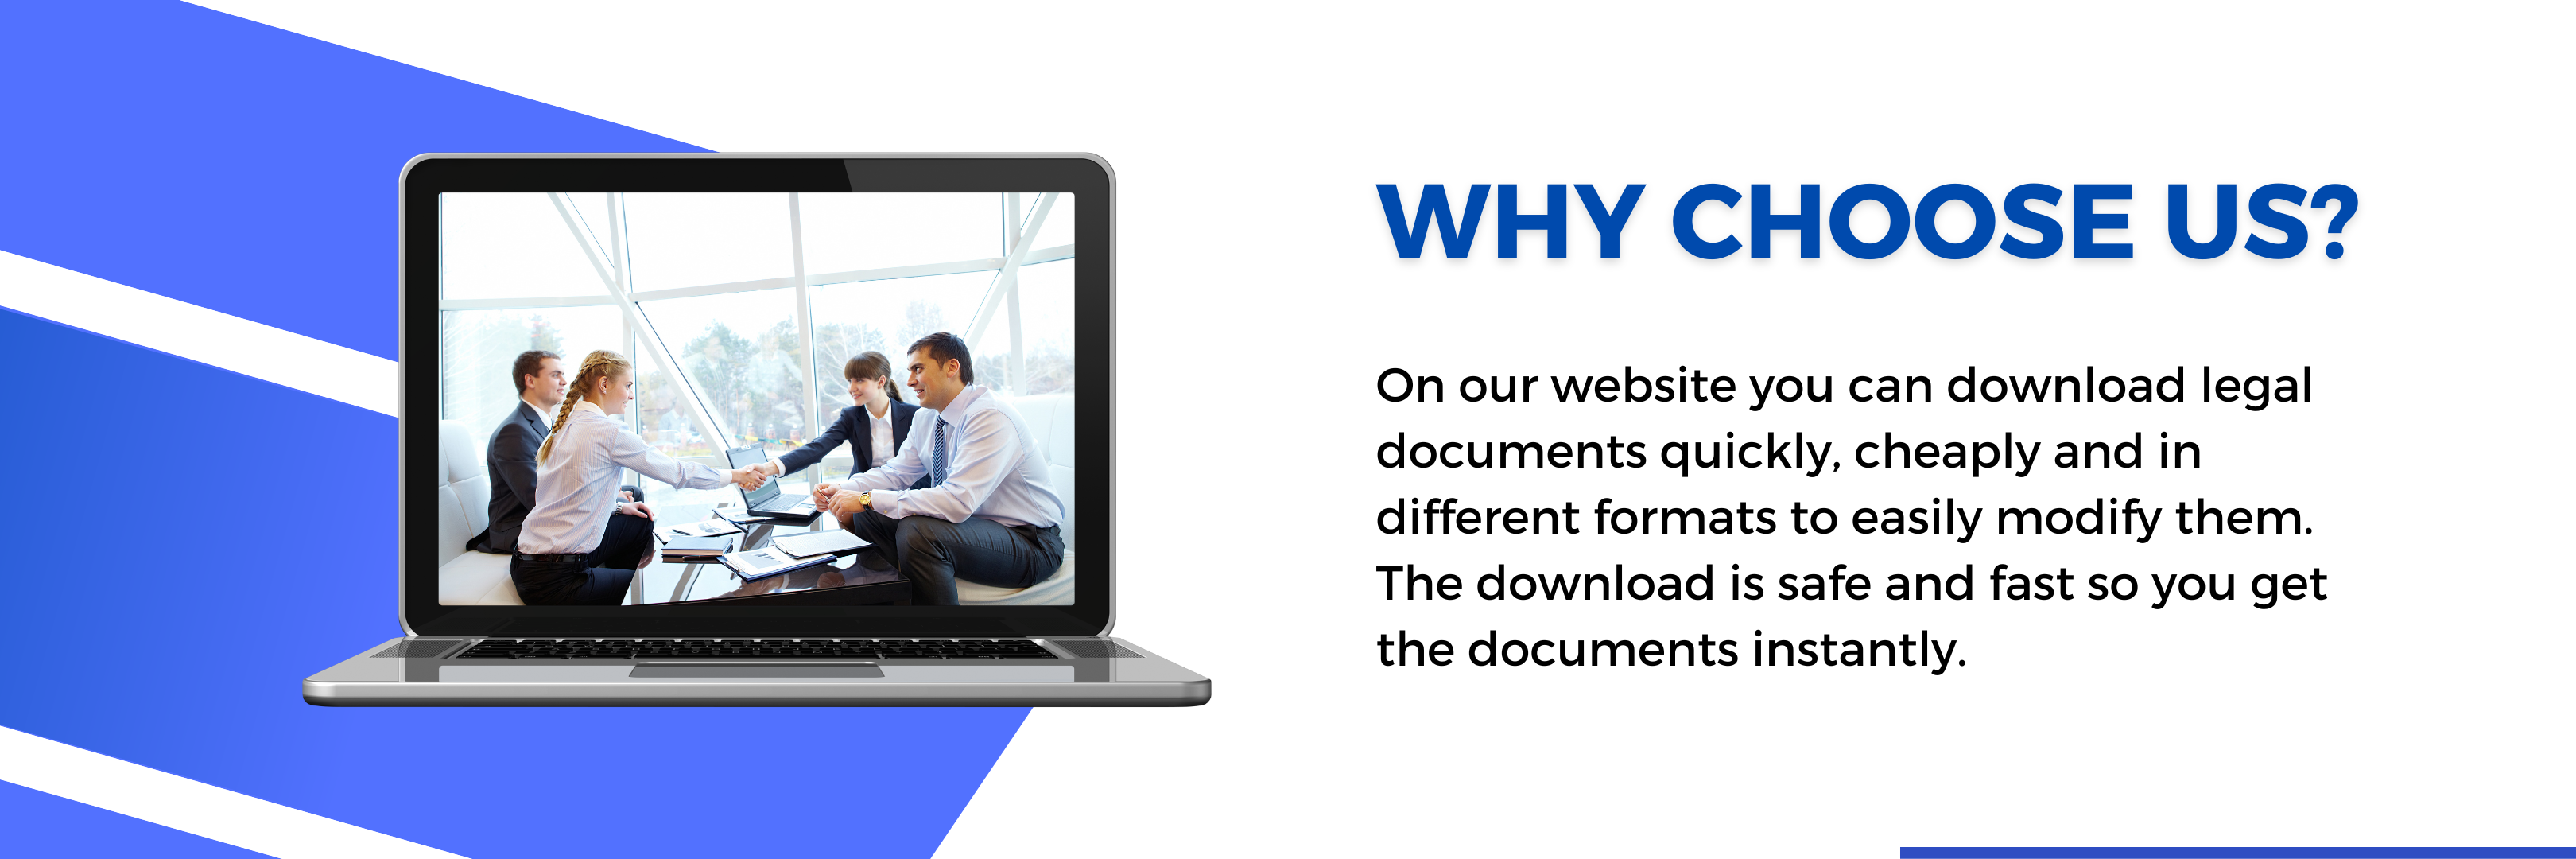 WHY CHOOSE US?
On our website you can download legal
documents quickly, cheaply and in
different formats to easily modify them.
The download is safe and fast so you get
the documents instantly.